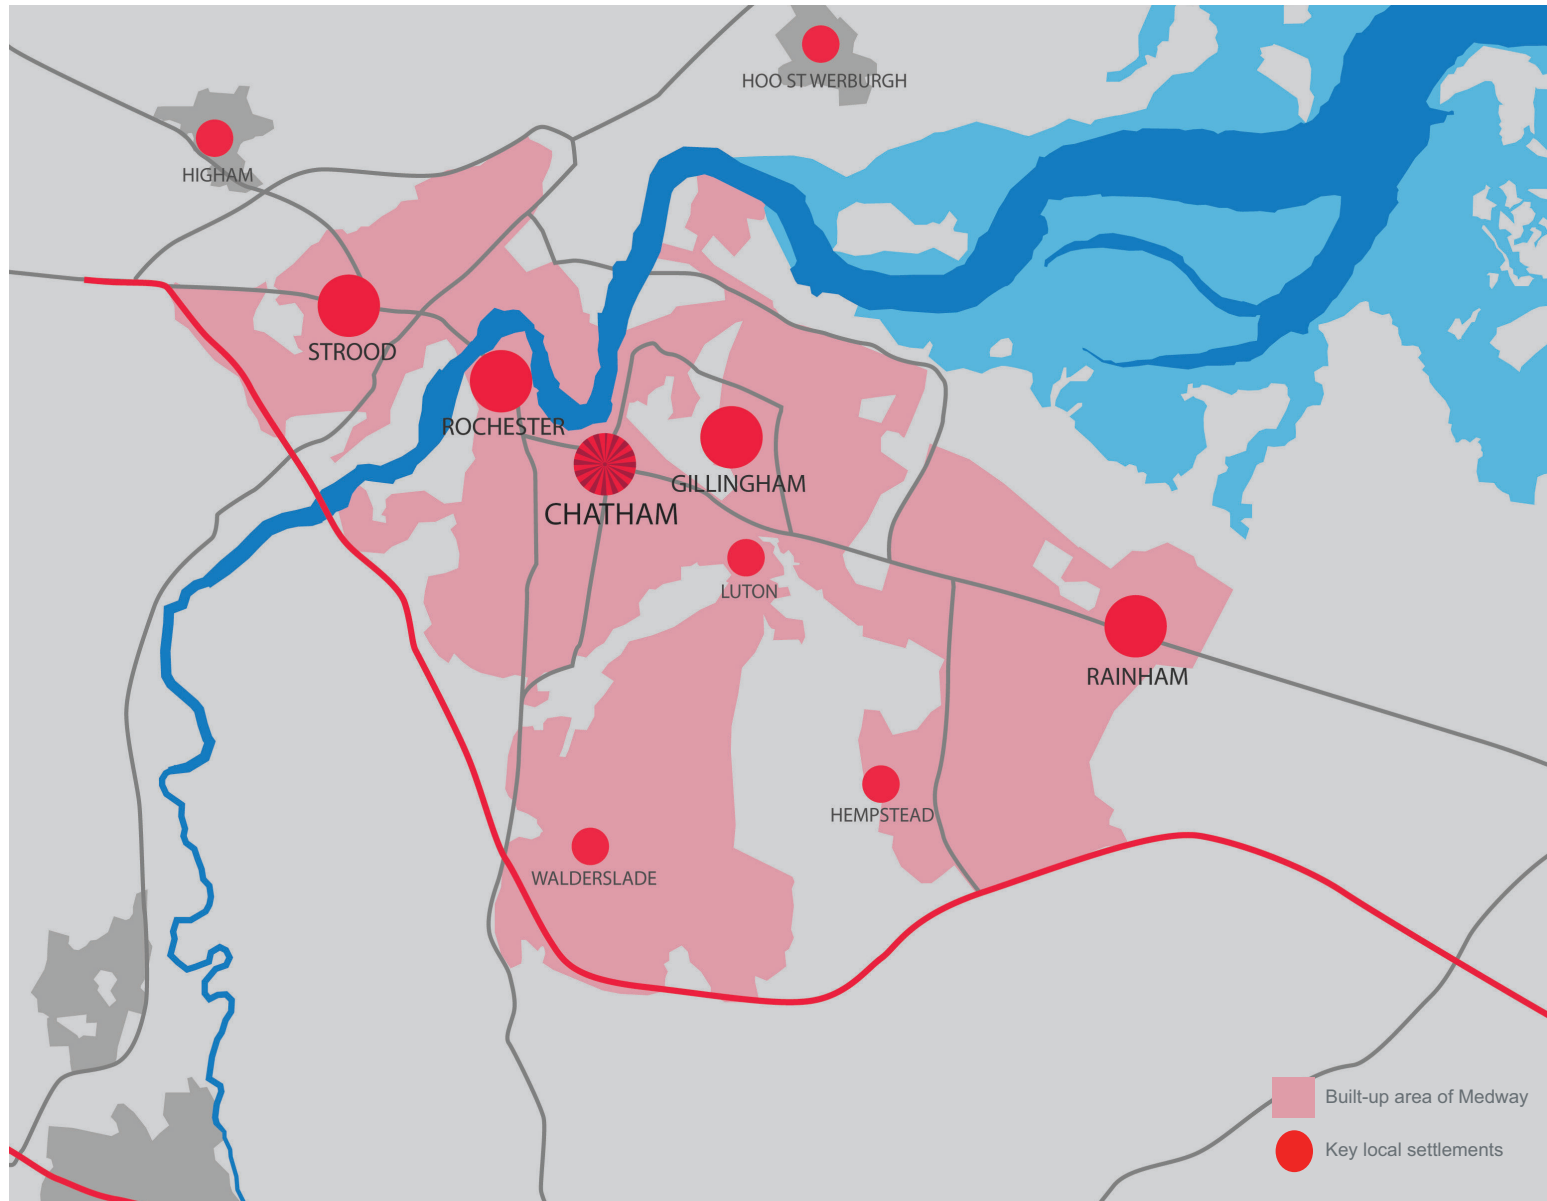 HOO ST WERBURGH
HIGHAM
STROOD
ROCHESTER
GILLINGHAM
CHATHAM
LUTON
RAINHAM
HEMPSTEAD
WALDERSLADE
Built-up area of Medway
Key local settlements